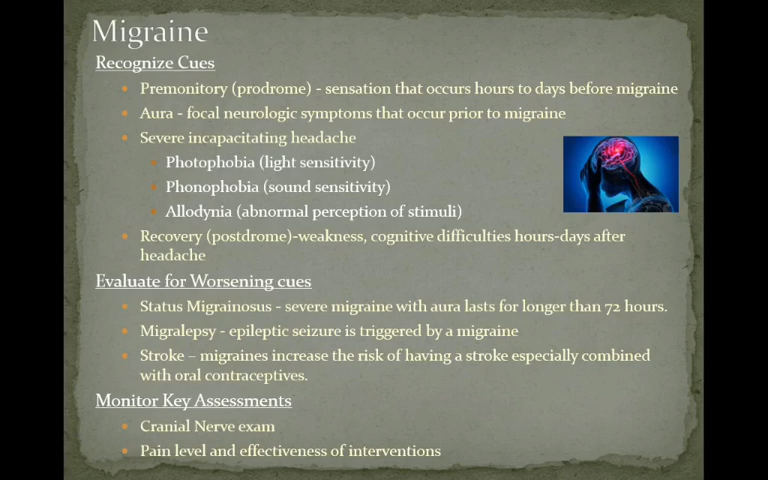 Migraine
Recognize Cues
Premonitory (prodrome) - sensation that occurs hours to days before migraine
Aura - focal neurologic symptoms that occur prior to migraine
Severe incapacitating headache
Photophobia (light sensitivity)
Phonophobia (sound sensitivity)
Allodynia (abnormal perception of stimuli)
Recovery (postdrome)-weakness, cognitive difficulties hours-days after
headache
Evaluate for Worsening cues
Status Migrainosus - severe migraine with aura lasts for longer than 72 hours.
Migralepsy - epileptic seizure is triggered by a migraine
Stroke – migraines increase the risk of having a stroke especially combined
with oral contraceptives.
Monitor Key Assessments
Cranial Nerve exam
Pain level and effectiveness of interventions